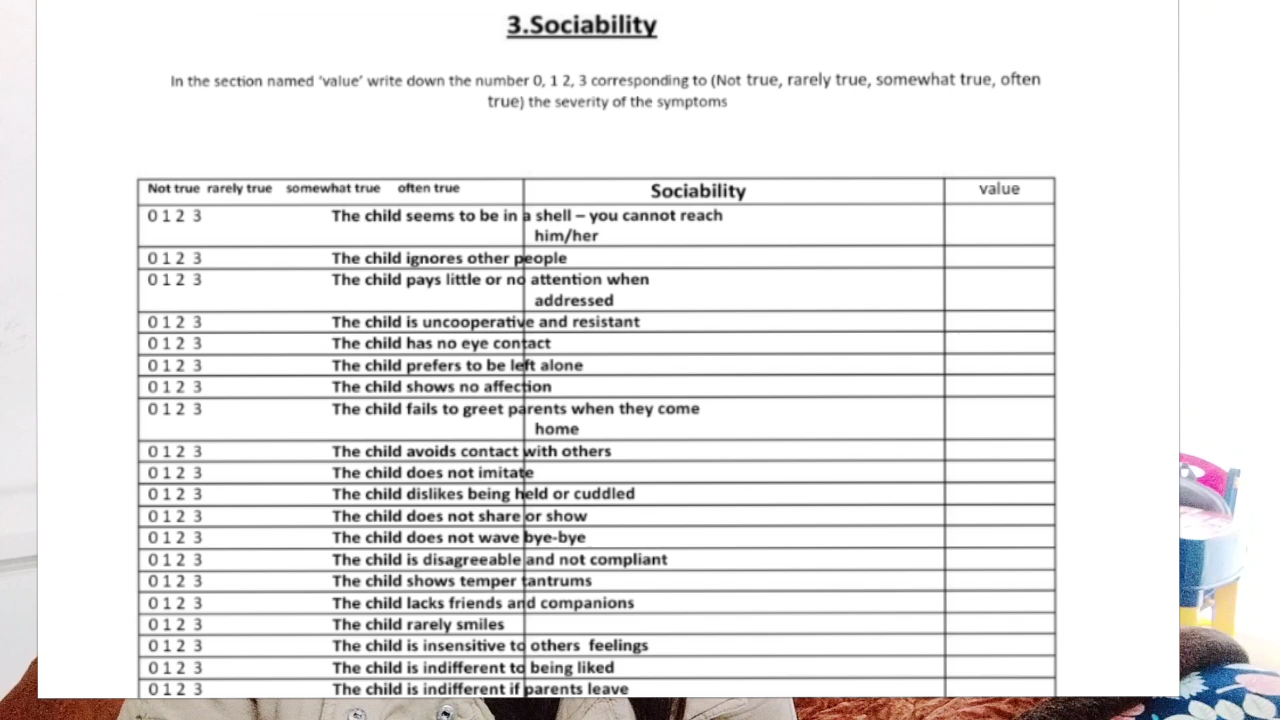 3.Sociability
In the section named ‘value’ write down the number 0, 1 2, 3 corresponding to (Not true, rarely true, somewhat true, often
true) the severity of the symptoms
Not true rarely true somewhat true often true Sociability value
0 1 2 3 The child seems to be in a shell – you cannot reach
him/her
0 1 2 3 The child ignores other people
0 1 2 3 The child pays little or no attention when
addressed
0 1 2 3 The child is uncooperative and resistant
0 1 2 3 The child has no eye contact
0 1 2 3 The child prefers to be left alone
0 1 2 3 The child shows no affection
0 1 2 3 The child fails to greet parents when they come
home
0 1 2 3 The child avoids contact with others
0 1 2 3 The child does not imitate
0 1 2 3 The child dislikes being held or cuddled
0 1 2 3 The child does not share or show
0 1 2 3 The child does not wave bye-bye
0 1 2 3 The child is disagreeable and not compliant
0 1 2 3 The child shows temper tantrums
0 1 2 3 The child lacks friends and companions
0 1 2 3 The child rarely smiles
0 1 2 3 The child is insensitive to others feelings
0 1 2 3 The child is indifferent to being liked
0 1 2 3 The child is indifferent if parents leave